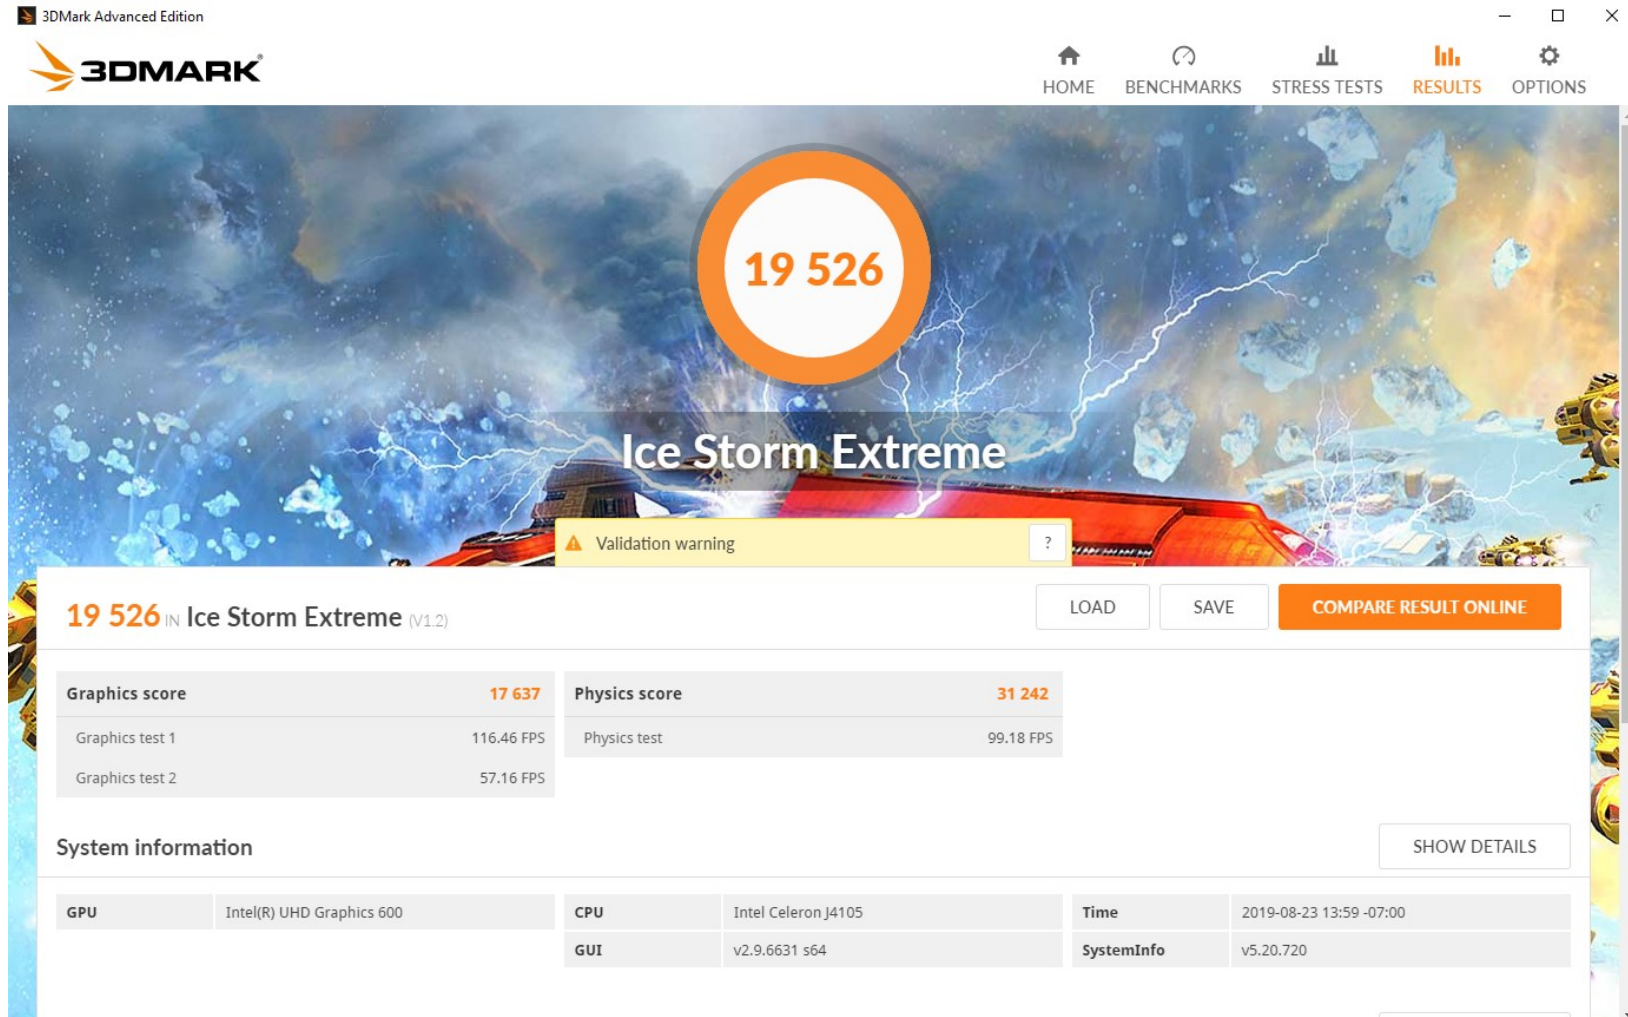 3DMark Advanced Edition
3DMARK®
HOME BENCHMARKS STRESS TESTS RESULTS OPTIONS
19 526
Ice Storm Extreme
Validation warning ?
19 526 IN Ice Storm Extreme (V1.2) LOAD SAVE COMPARE RESULT ONLINE
Graphics score 17 637 Physics score 31 242
Graphics test 1 116.46 FPS Physics test 99.18 FPS
Graphics test 2 57.16 FPS
System information SHOW DETAILS
GPU Intel(R) UHD Graphics 600 CPU Intel Celeron J4105 Time 2019-08-23 13:59 -07:00
GUI v2.9.6631 s64 SystemInfo v5.20.720